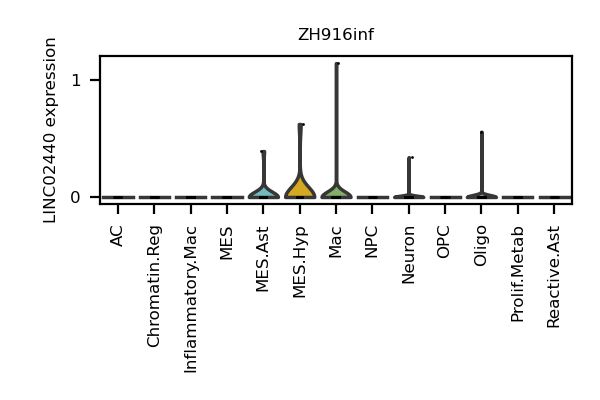 ZH916inf
LINC02440 expression
1
0
AC
Chromatin.Reg
Inflammatory.Mac
MES
MES.Ast
MES.Hyp
Mac
NPC
Neuron
OPC
Oligo
Prolif.Metab
Reactive.Ast